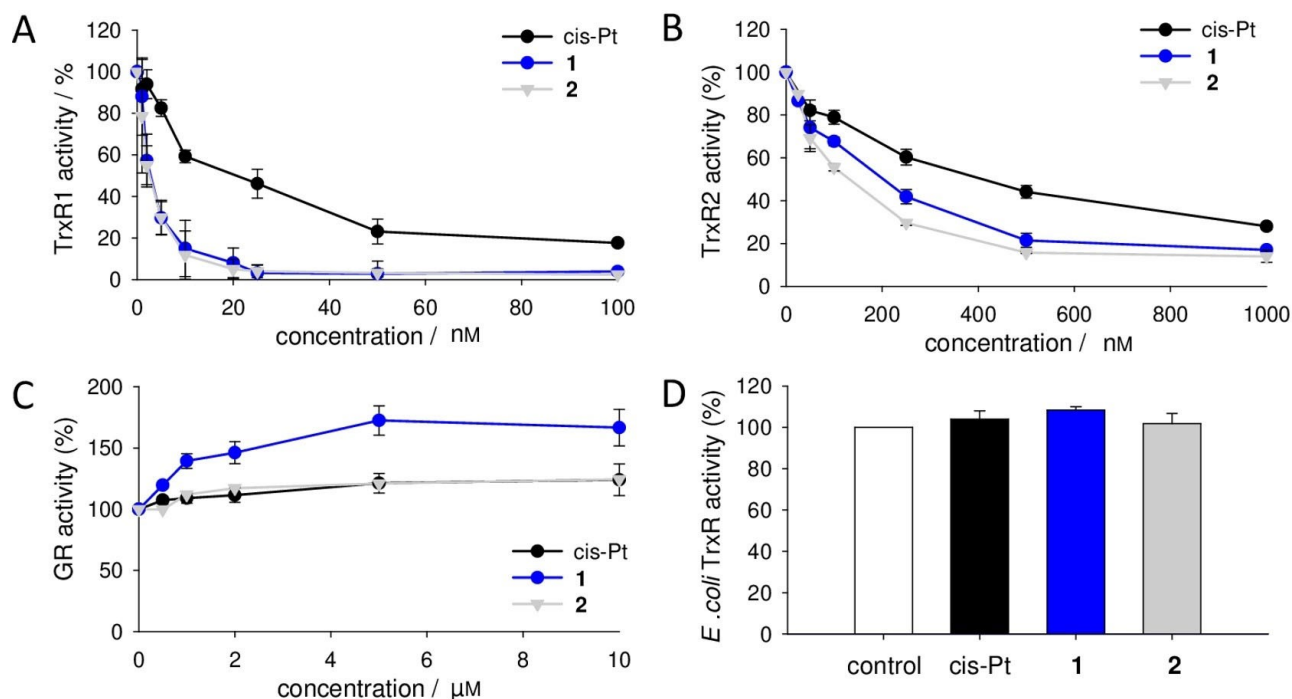 A
TrxR1 activity / %
120
100
80
60
40
20
0
cis-Pt
1
2
0 20 40 60 80 100
concentration / nM
B
TrxR2 activity (%)
120
100
80
60
40
20
0
cis-Pt
1
2
0 200 400 600 800 1000
concentration / nM
C
GR activity (%)
200
150
100
50
0
cis-Pt
1
2
0 2 4 6 8 10
concentration / µM
D
E .coli TrxR activity (%)
120
100
80
60
40
20
0
control cis-Pt 1 2